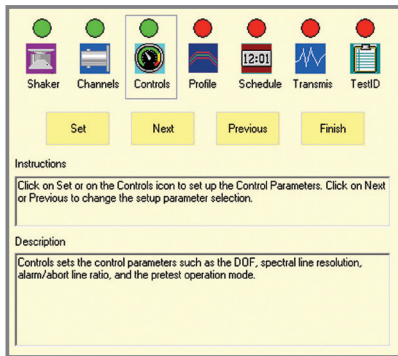 12:01
Shaker Channels Controls Profile Schedule Transmis TestID
Set Next Previous Finish
Instructions
Click on Set or on the Controls icon to set up the Control Parameters. Click on Next
or Previous to change the setup parameter selection.
Description
Controls sets the control parameters such as the DOF, spectral line resolution,
alarm/abort line ratio, and the pretest operation mode.